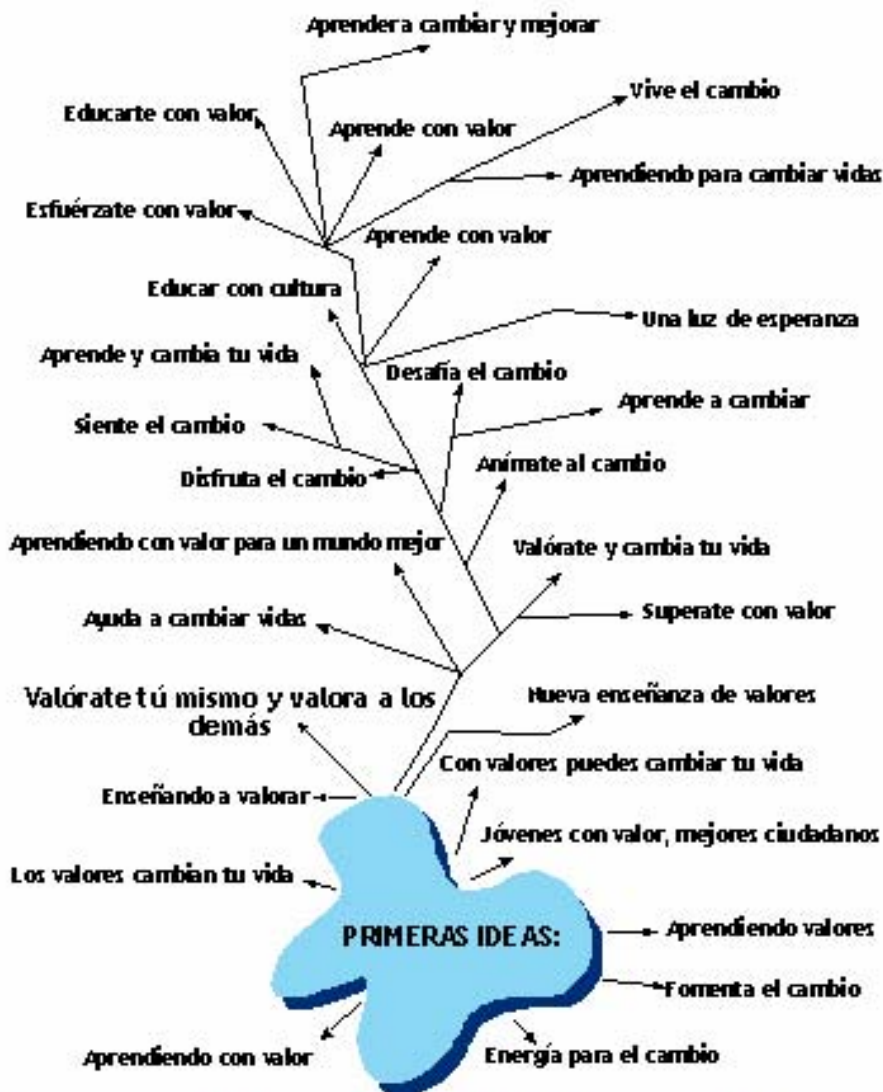 Aprender a cambiar y mejorar
Vive el cambio
Educarte con valor
Aprende con valor
Aprendiendo para cambiar vidas
Esfuérzate con valor
Aprende con valor
Educar con cultura
Una luz de esperanza
Aprende y cambia tu vida
Desafía el cambio
Aprende a cambiar
Siente el cambio
Anímate al cambio
Disfruta el cambio
Aprendiendo con valor para un mundo mejor
Valórate y cambia tu vida
Ayuda a cambiar vidas
Superate con valor
Valórate tú mismo y valora a los
demás
Nueva enseñanza de valores
Con valores puedes cambiar tu vida
Enseñando a valorar
Jóvenes con valor, mejores ciudadanos
Los valores cambian tu vida
PRIMERAS IDEAS:
Aprendiendo valores
Fomenta el cambio
Aprendiendo con valor
Energía para el cambio